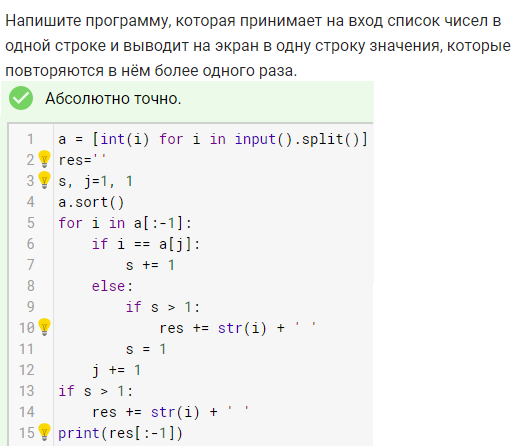 Напишите программу, которая принимает на вход список чисел в
одной строке и выводит на экран в одну строку значения, которые
повторяются в нём более одного раза.
Абсолютно точно.
1 a = [int(i) for i in input().split()]
2 res=''
3 s, j=1, 1
4 a.sort()
5 for i in a[:-1]:
6     if i == a[j]:
7         s += 1
8     else:
9         if s > 1:
10             res += str(i) + ' '
11         s = 1
12     j += 1
13 if s > 1:
14     res += str(i) + ' '
15 print(res[:-1])